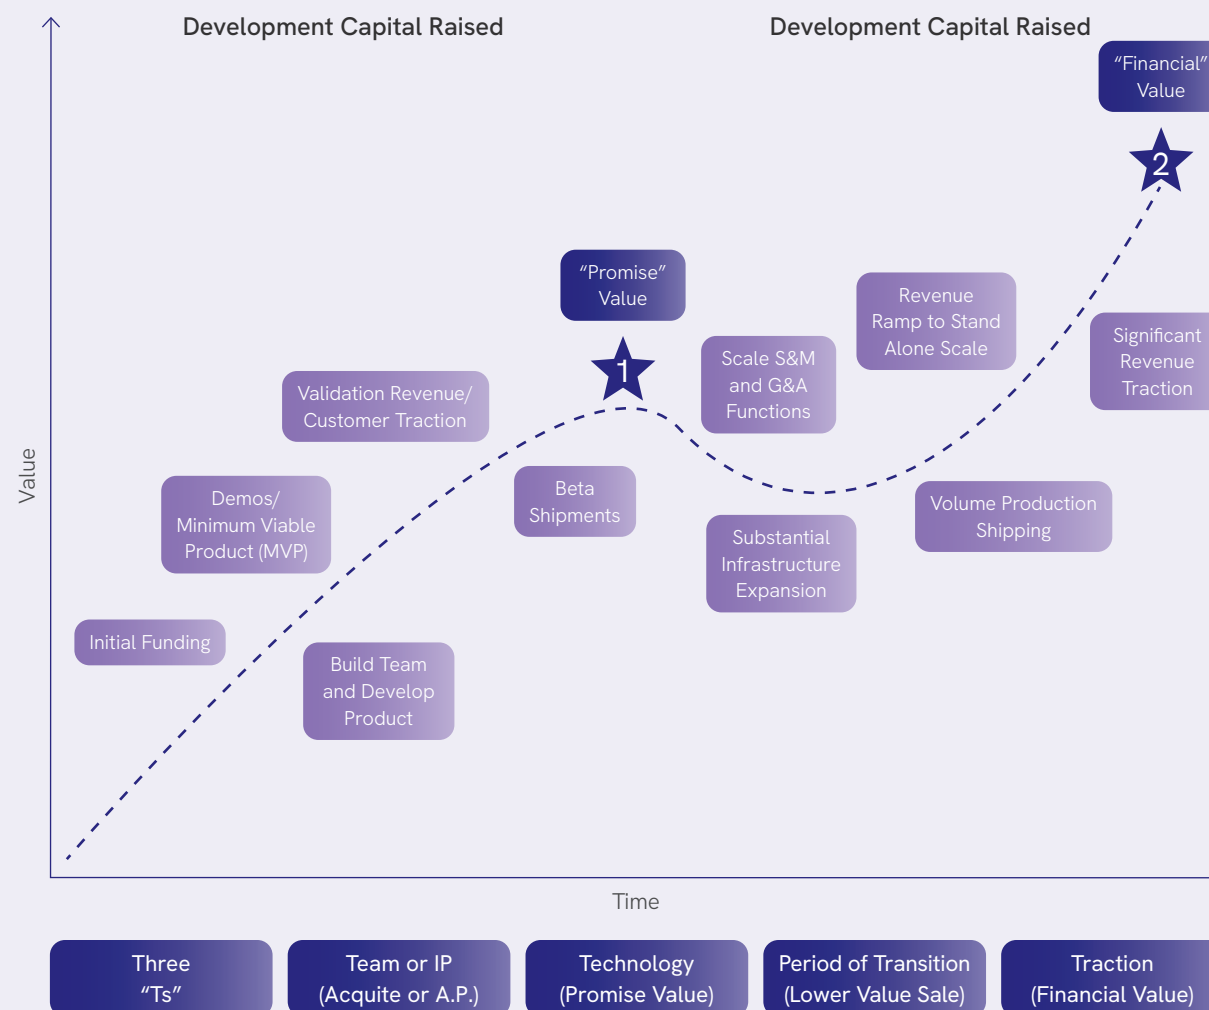 Development Capital Raised
Development Capital Raised
“Financial”
Value
2
“Promise”
Value
1
Revenue
Ramp to Stand
Alone Scale
Significant
Revenue
Traction
Scale S&M
and G&A
Functions
Validation Revenue/
Customer Traction
Value
Demos/
Minimum Viable
Product (MVP)
Beta
Shipments
Volume Production
Shipping
Substantial
Infrastructure
Expansion
Initial Funding
Build Team
and Develop
Product
Time
Three
“Ts”
Team or IP
(Acquite or A.P.)
Technology
(Promise Value)
Period of Transition
(Lower Value Sale)
Traction
(Financial Value)